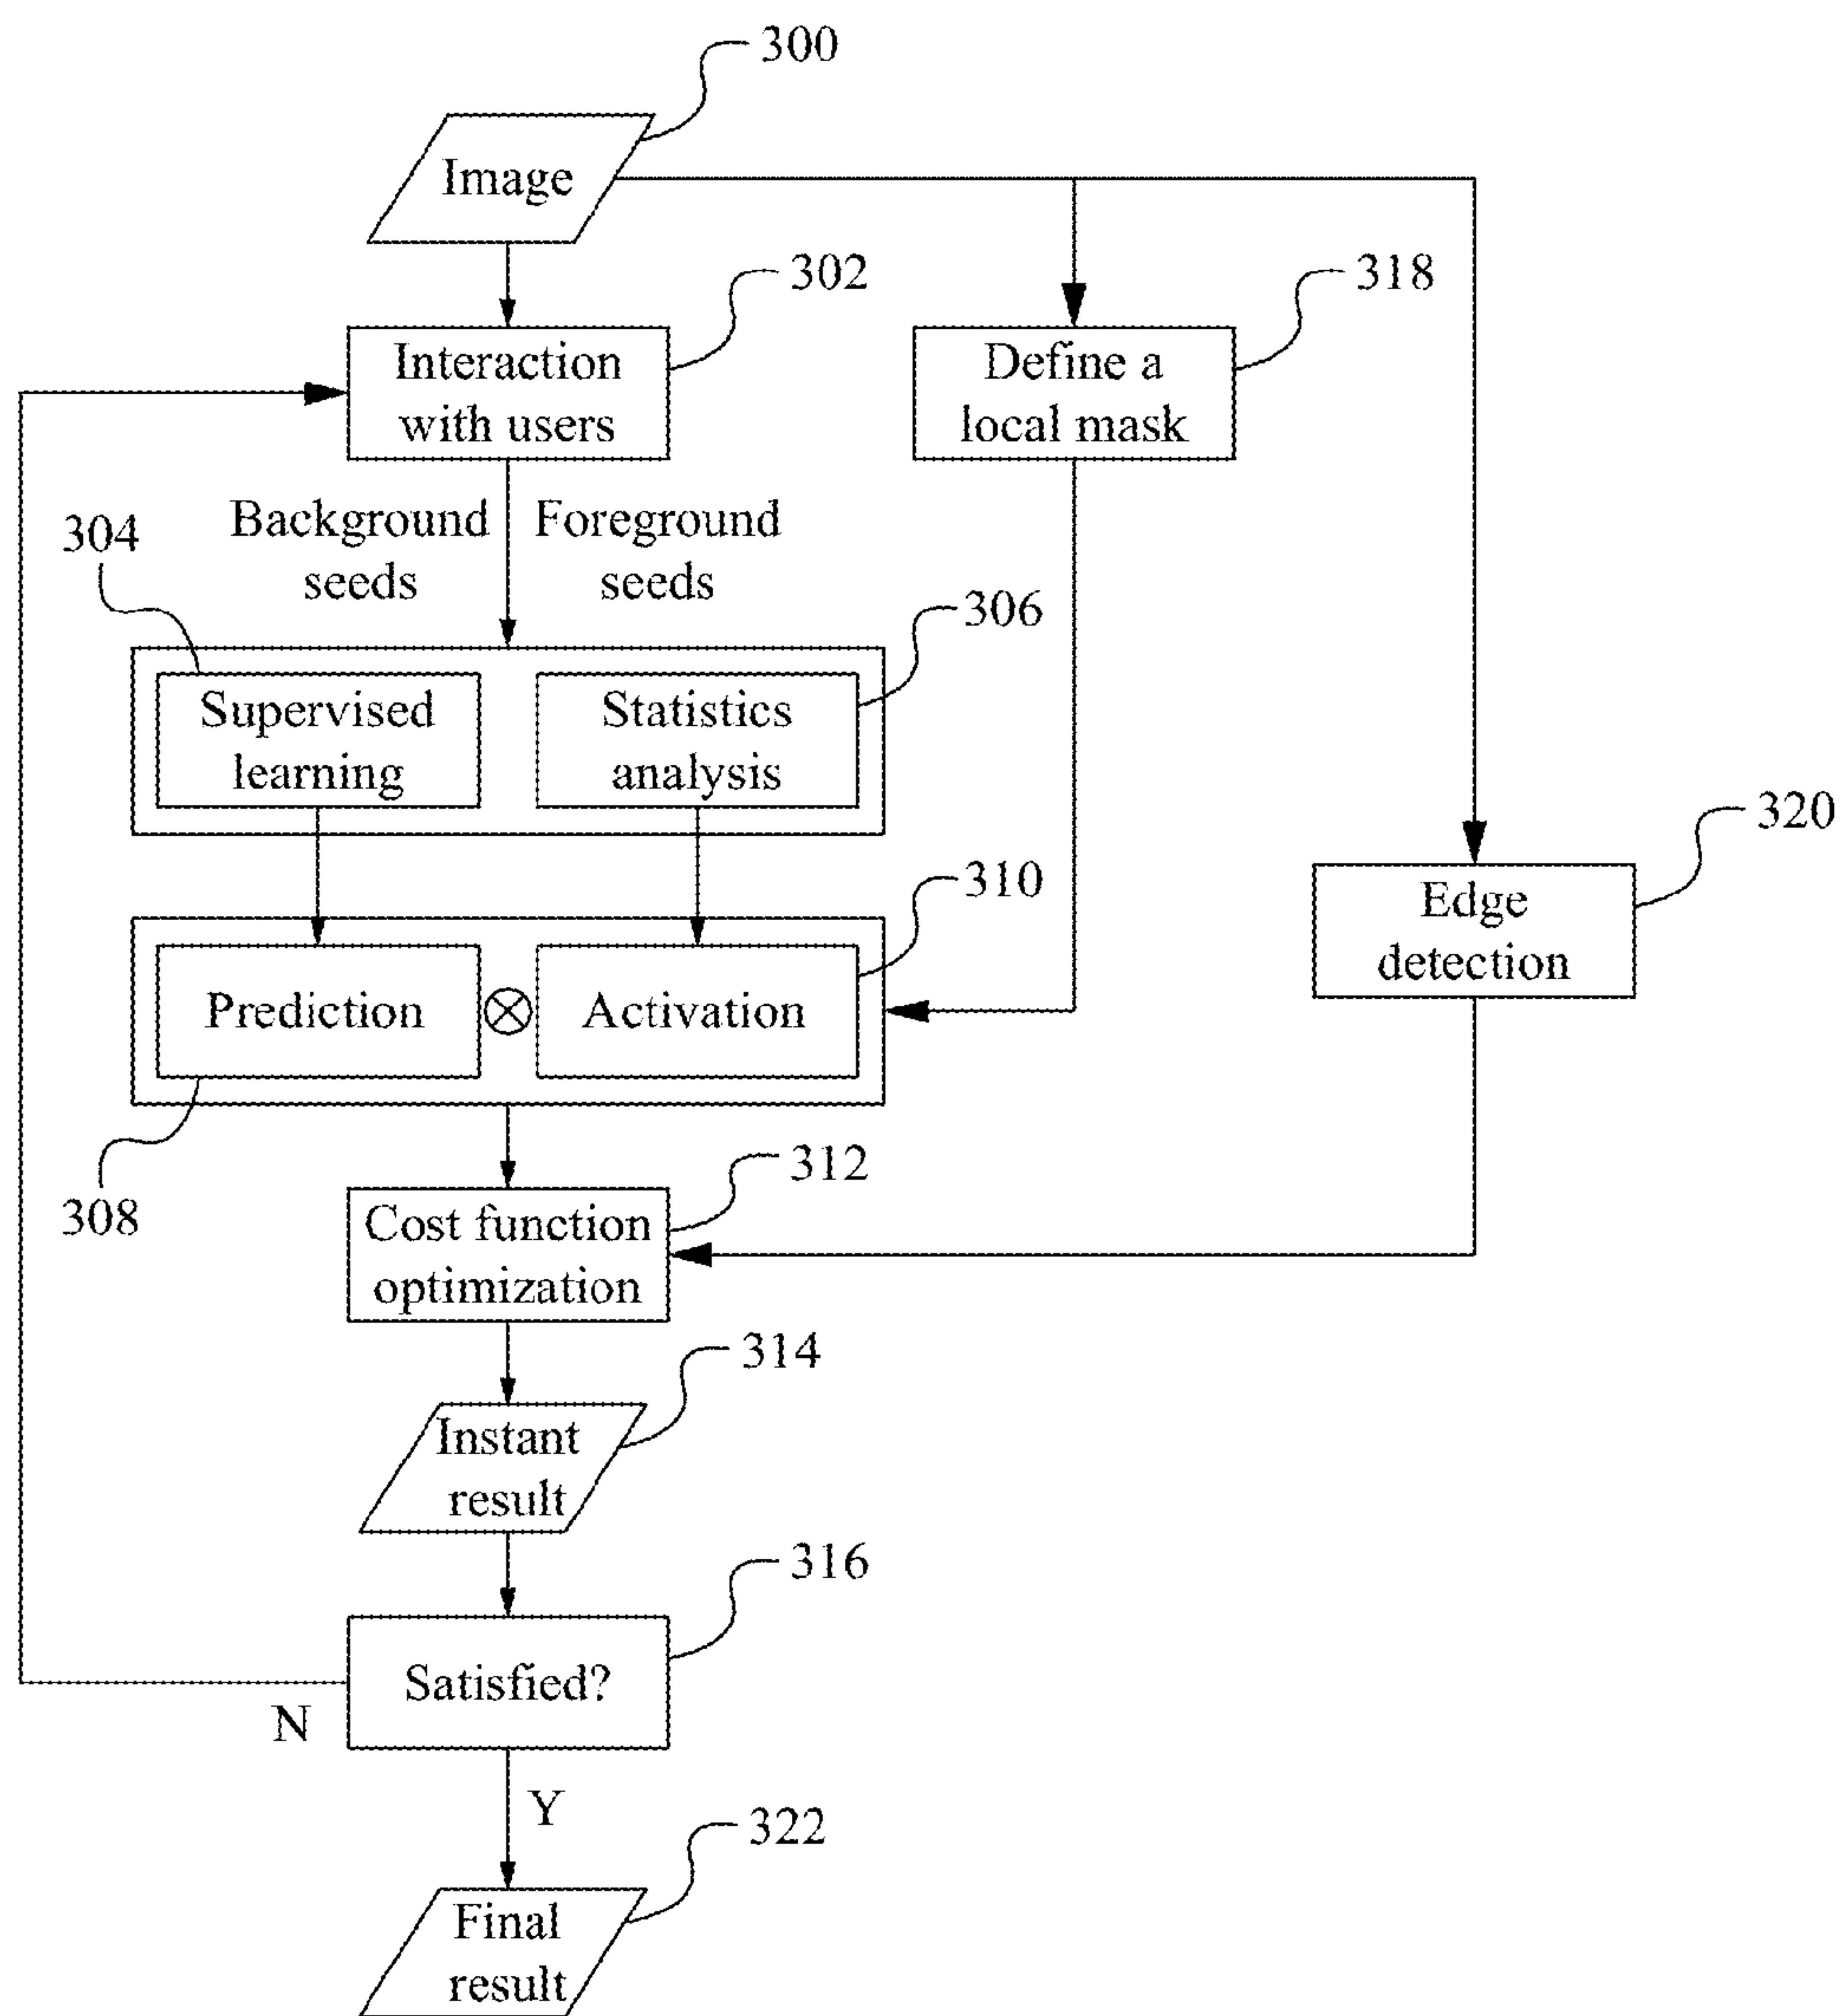 300
Image
302
318
Interaction
with users
Define a
local mask
304
Background
seeds
Foreground
seeds
306
Supervised
learning
Statistics
analysis
320
310
Edge
detection
Prediction
Activation
308
312
Cost function
optimization
314
Instant
result
316
Satisfied?
N
Y
322
Final
result